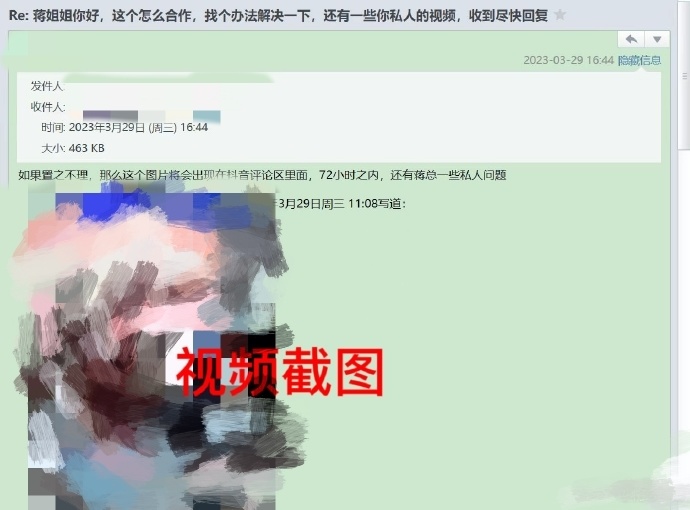 Re: 蒋姐姐你好，这个怎么合作，找个办法解决一下，还有一些你私人的视频，收到尽快回复
2023-03-29 16:44 隐藏信息
发件人
收件人:
时间: 2023年3月29日 (周三) 16:44
大小: 463 KB
如果置之不理，那么这个图片将会出现在抖音评论区里面，72小时之内，还有蒋总一些私人问题
3月29日周三 11:08写道:
视频截图